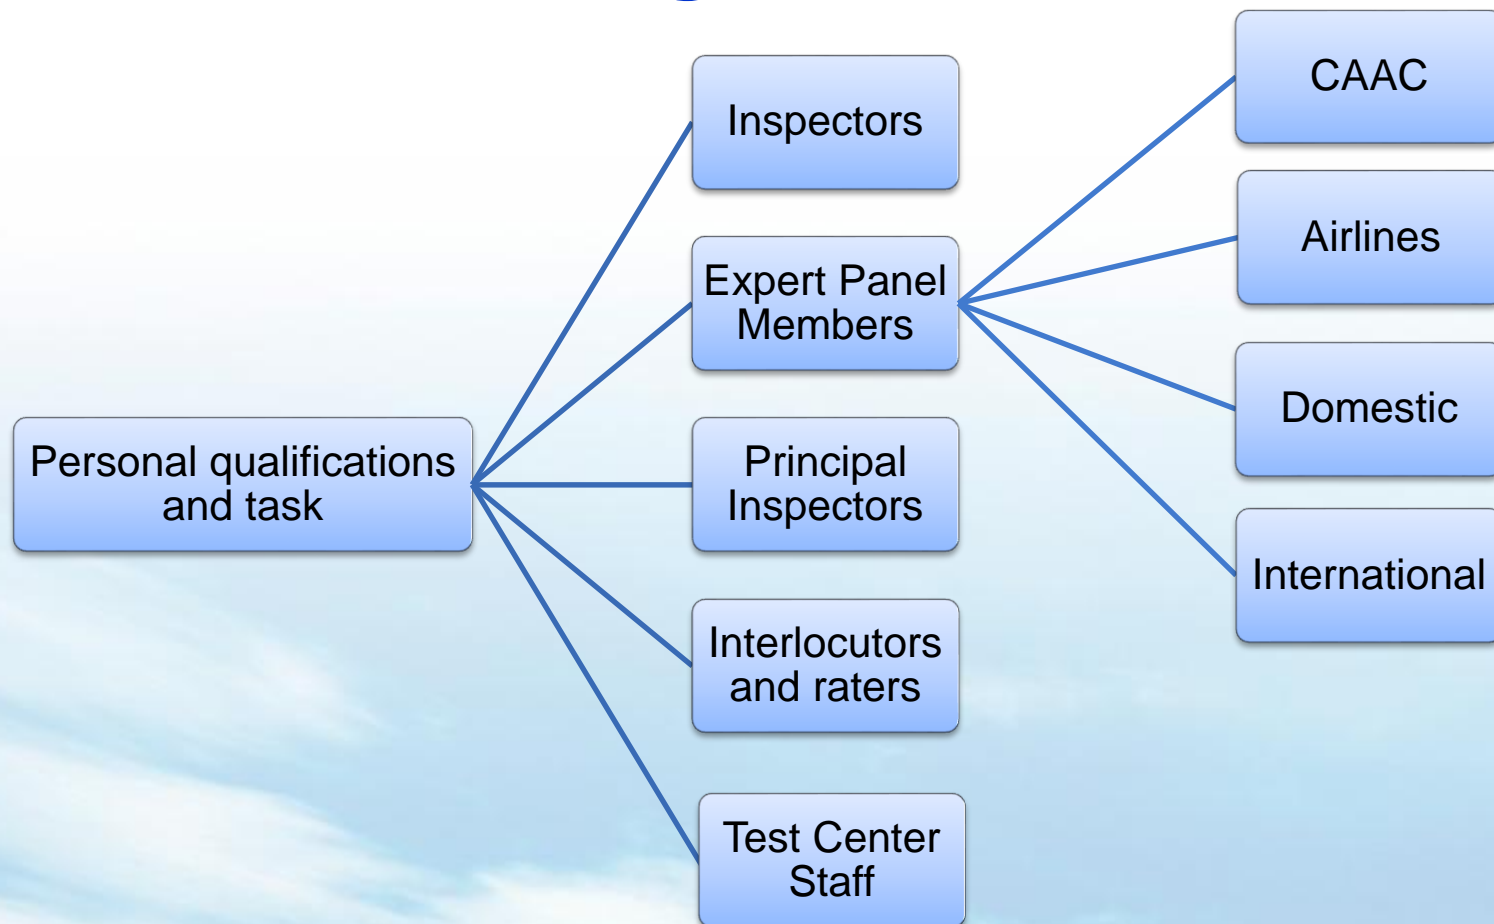 Personal qualifications
and task
Inspectors
Expert Panel
Members
Principal
Inspectors
Interlocutors
and raters
Test Center
Staff
CAAC
Airlines
Domestic
International